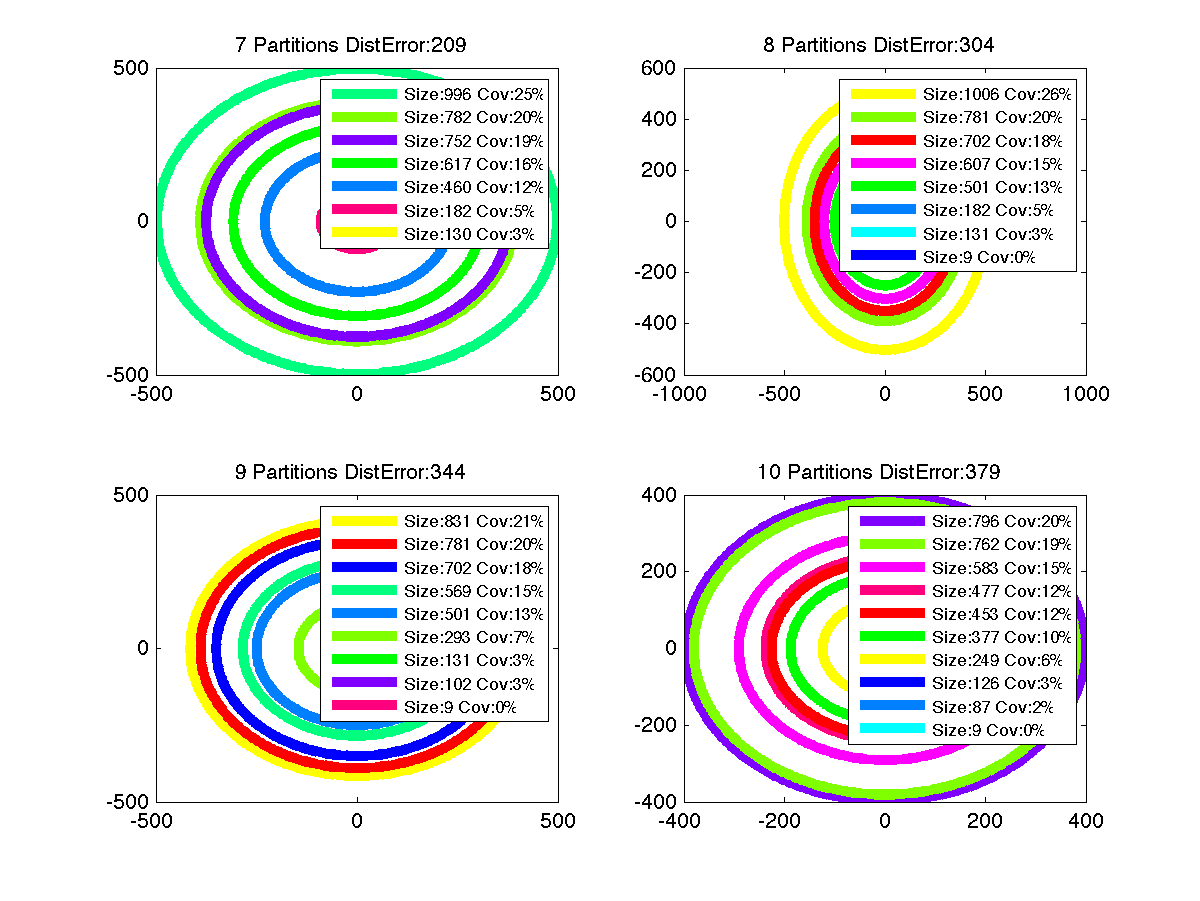 7 Partitions DistError:209
500
0
-500
-500 0 500
Size:996 Cov:25%
Size:782 Cov:20%
Size:752 Cov:19%
Size:617 Cov:16%
Size:460 Cov:12%
Size:182 Cov:5%
Size:130 Cov:3%
8 Partitions DistError:304
600
400
200
0
-200
-400
-600
-1000 -500 0 500 1000
Size:1006 Cov:26%
Size:781 Cov:20%
Size:702 Cov:18%
Size:607 Cov:15%
Size:501 Cov:13%
Size:182 Cov:5%
Size:131 Cov:3%
Size:9 Cov:0%
9 Partitions DistError:344
500
0
-500
-500 0 500
Size:831 Cov:21%
Size:781 Cov:20%
Size:702 Cov:18%
Size:569 Cov:15%
Size:501 Cov:13%
Size:293 Cov:7%
Size:131 Cov:3%
Size:102 Cov:3%
Size:9 Cov:0%
10 Partitions DistError:379
400
200
0
-200
-400
-400 -200 0 200 400
Size:796 Cov:20%
Size:762 Cov:19%
Size:583 Cov:15%
Size:477 Cov:12%
Size:453 Cov:12%
Size:377 Cov:10%
Size:249 Cov:6%
Size:126 Cov:3%
Size:87 Cov:2%
Size:9 Cov:0%